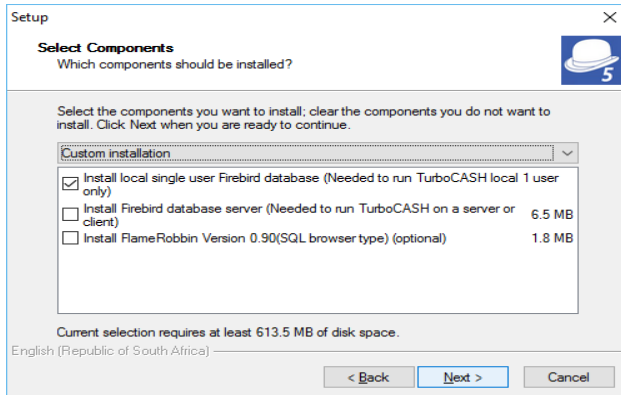 Setup
Select Components
Which components should be installed?
5
Select the components you want to install; clear the components you do not want to
install. Click Next when you are ready to continue.
Custom installation
Install local single user Firebird database (Needed to run TurboCASH local 1 user
only)
Install Firebird database server (Needed to run TurboCASH on a server or
client)
6.5 MB
Install FlameRobbin Version 0.90(SQL browser type) (optional)
1.8 MB
Current selection requires at least 613.5 MB of disk space.
English (Republic of South Africa)
< Back
Next >
Cancel